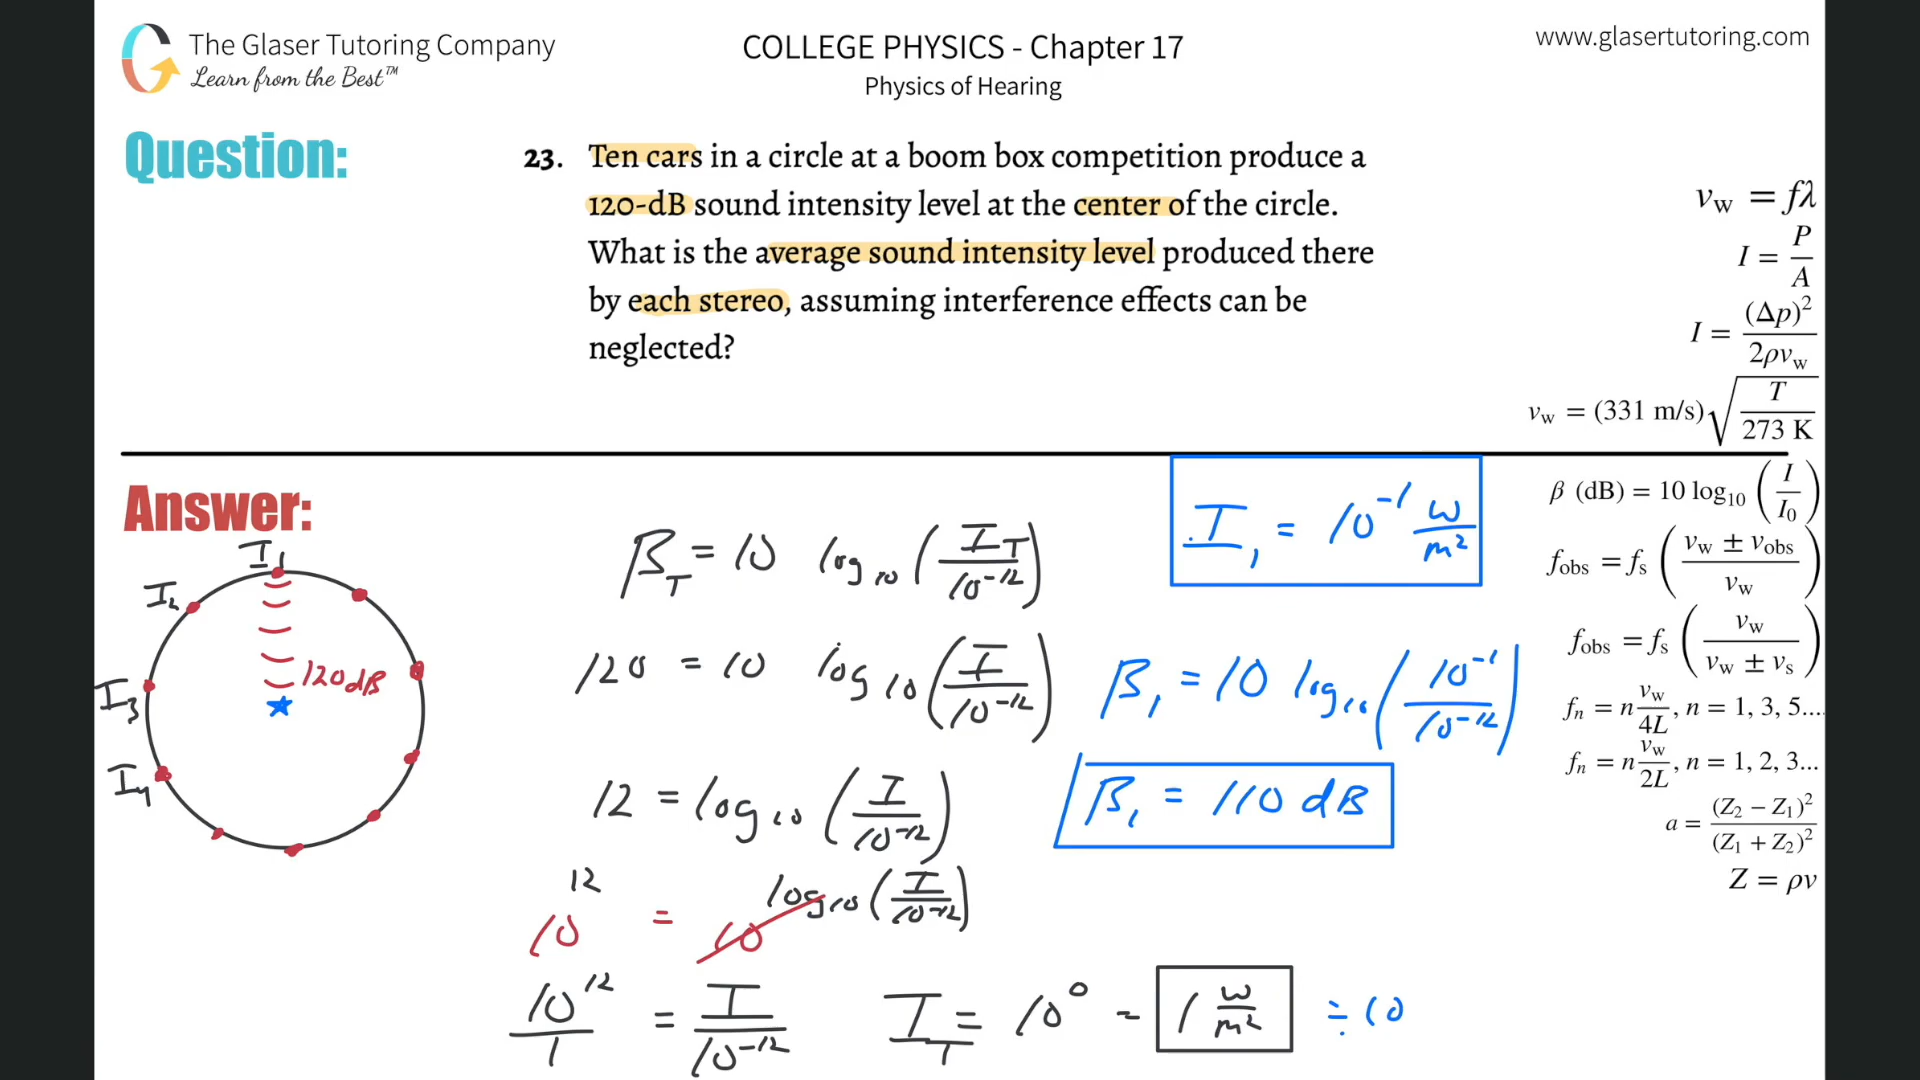 The Glaser Tutoring Company
Learn from the Best™
COLLEGE PHYSICS - Chapter 17
Physics of Hearing
www.glasertutoring.com
Question:
23. Ten cars in a circle at a boom box competition produce a
120-dB sound intensity level at the center of the circle.
What is the average sound intensity level produced there
by each stereo, assuming interference effects can be
neglected?
v_w = fλ
I = P/A
I = (Δp)²/2ρv_w
v_w = (331 m/s)√(T/273 K)
β (dB) = 10 log₁₀ (I/I₀)
f_obs = f_s ((v_w ± v_obs)/v_w)
f_obs = f_s (v_w/(v_w ± v_s))
f_n = n v_w/4L, n = 1, 3, 5...
f_n = n v_w/2L, n = 1, 2, 3...
a = (Z₂ − Z₁)²/(Z₁ + Z₂)²
Z = ρv
Answer:
I₁
I₂
I₃
I₄
120dB
β_T = 10 log₁₀ (I_T/10⁻¹²)
120 = 10 log₁₀ (I/10⁻¹²)
12 = log₁₀ (I/10⁻¹²)
10¹² = 10^(log₁₀ (I/10⁻¹²))
10¹²/1 = I/10⁻¹²
I_T = 10⁰ = 1 W/m² ÷ 10
I₁ = 10⁻¹ W/m²
β₁ = 10 log₁₀ (10⁻¹/10⁻¹²)
β₁ = 110 dB